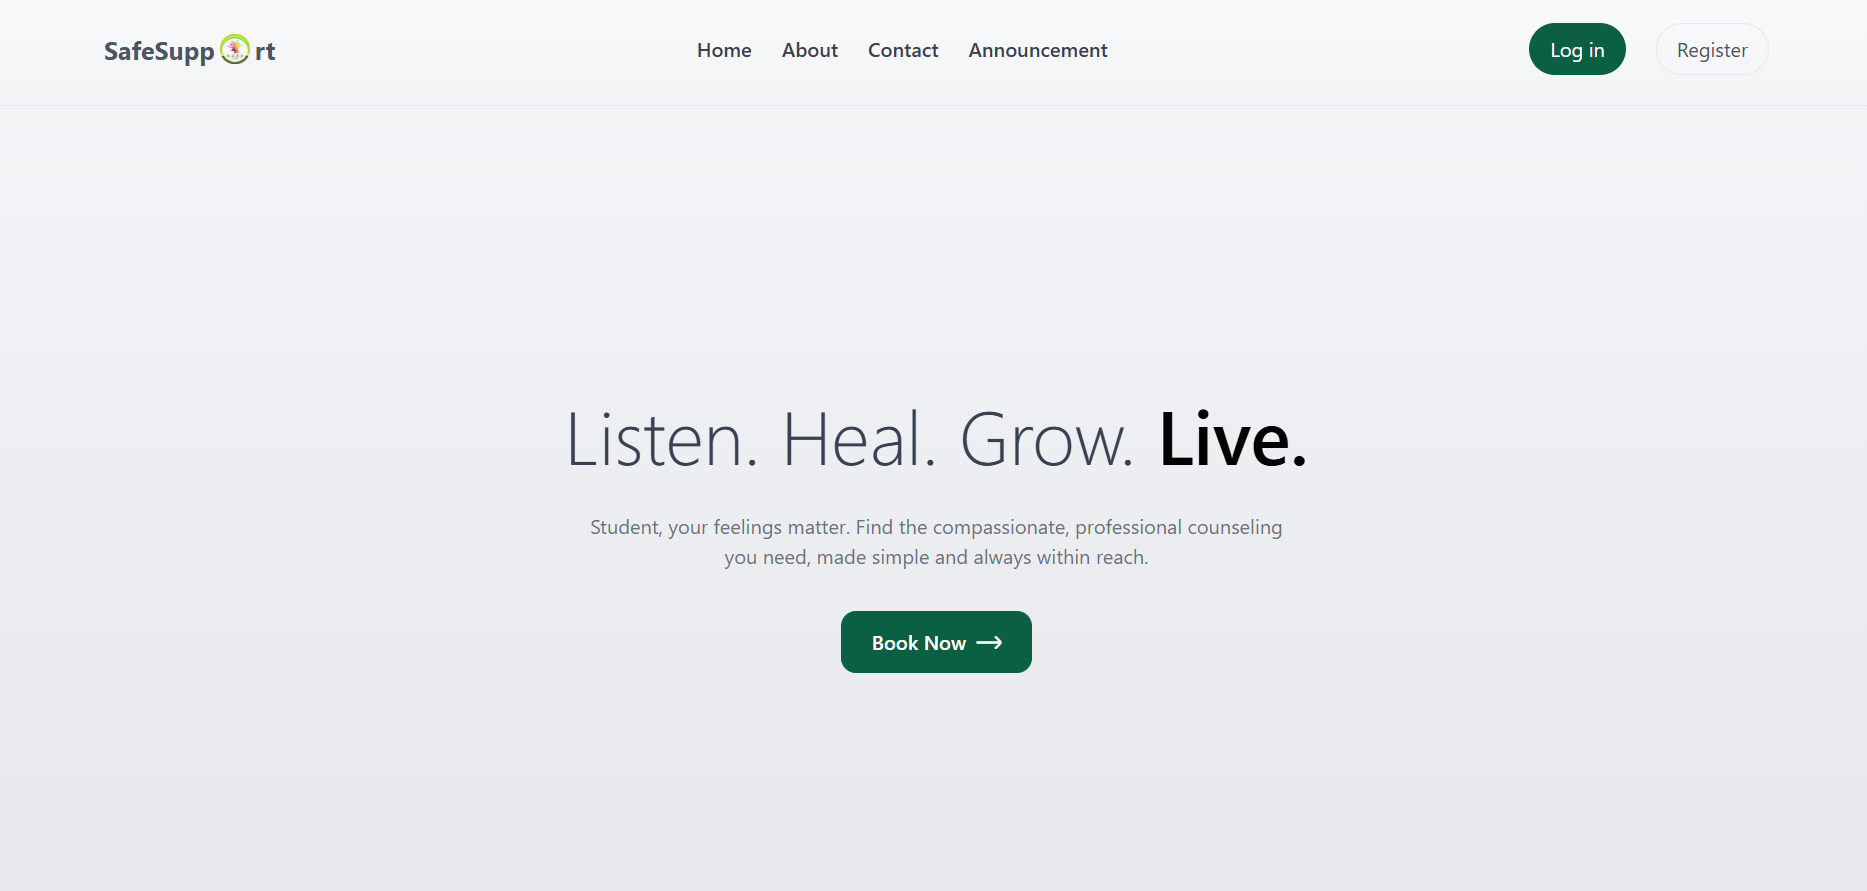 SafeSupp rt
Home About Contact Announcement
Log in Register
Listen. Heal. Grow. Live.
Student, your feelings matter. Find the compassionate, professional counseling
you need, made simple and always within reach.
Book Now